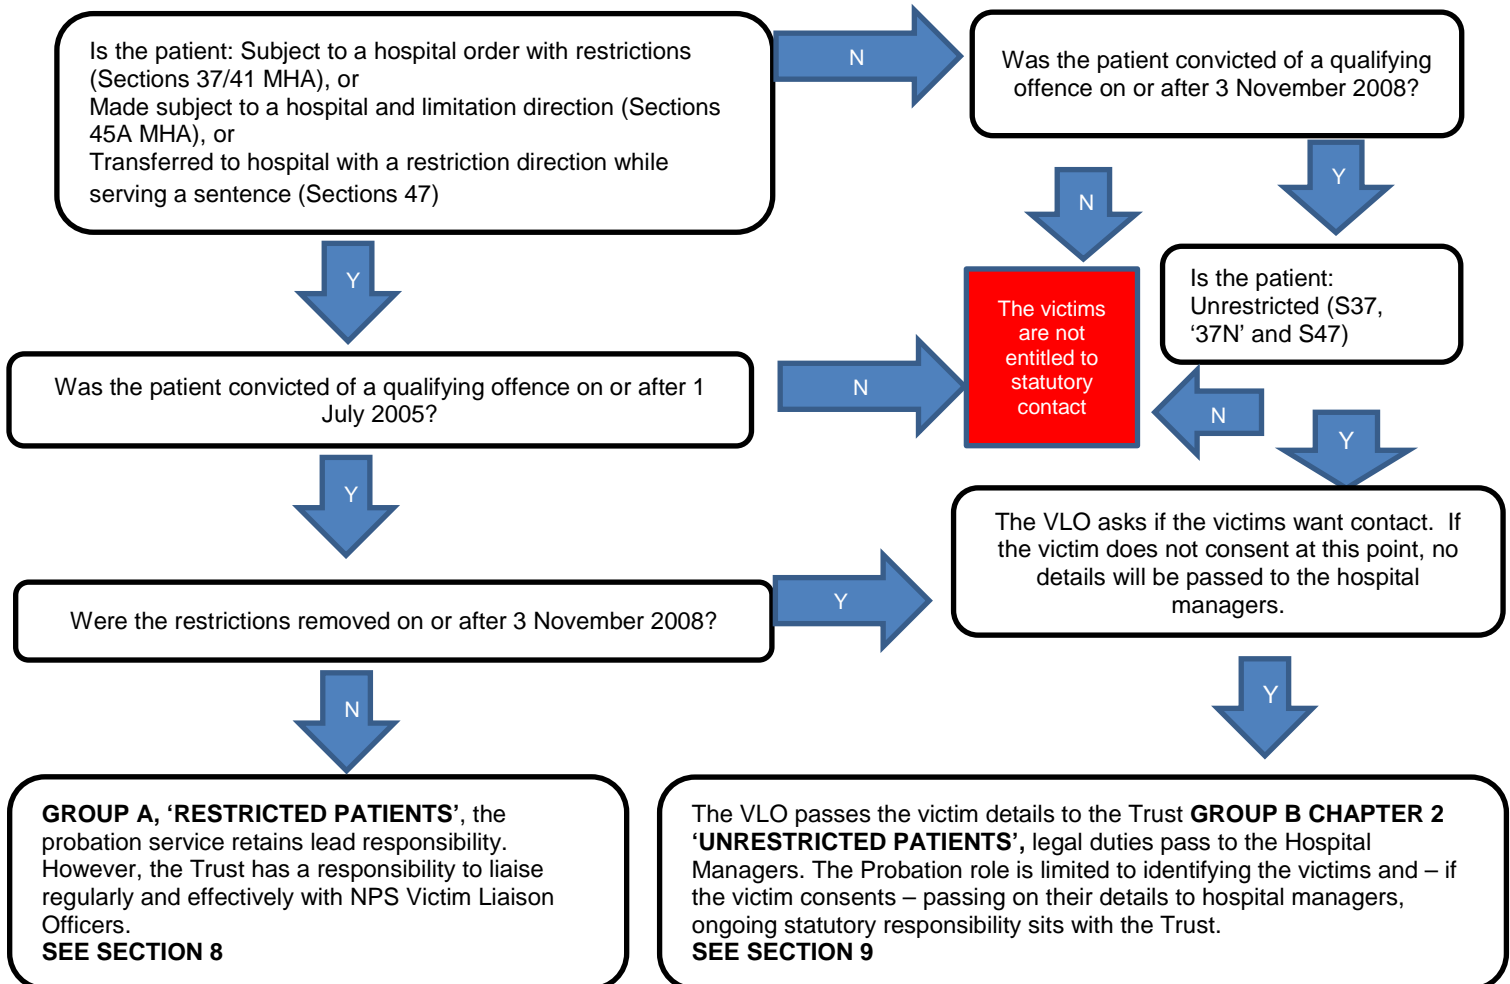 Is the patient: Subject to a hospital order with restrictions
(Sections 37/41 MHA), or
Made subject to a hospital and limitation direction (Sections
45A MHA), or
Transferred to hospital with a restriction direction while
serving a sentence (Sections 47)
N
Was the patient convicted of a qualifying
offence on or after 3 November 2008?
Y
N
Y
Is the patient:
Unrestricted (S37,
‘37N’ and S47)
The victims
are not
entitled to
statutory
contact
Was the patient convicted of a qualifying offence on or after 1
July 2005?
N
N
Y
Y
The VLO asks if the victims want contact.  If
the victim does not consent at this point, no
details will be passed to the hospital
managers.
Were the restrictions removed on or after 3 November 2008?
Y
N
Y
GROUP A, ‘RESTRICTED PATIENTS’, the
probation service retains lead responsibility.
However, the Trust has a responsibility to liaise
regularly and effectively with NPS Victim Liaison
Officers.
SEE SECTION 8
The VLO passes the victim details to the Trust GROUP B CHAPTER 2
‘UNRESTRICTED PATIENTS’, legal duties pass to the Hospital
Managers. The Probation role is limited to identifying the victims and – if
the victim consents – passing on their details to hospital managers,
ongoing statutory responsibility sits with the Trust.
SEE SECTION 9